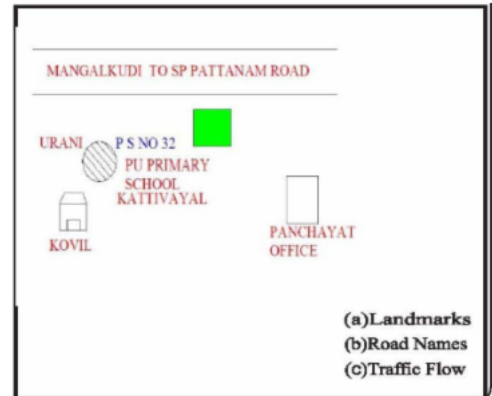 MANGALKUDI TO SP PATTANAM ROAD
URANI
P S NO 32
PU PRIMARY
SCHOOL
KATTIVAYAL
KOVIL
PANCHAYAT
OFFICE
(a)Landmarks
(b)Road Names
(c)Traffic Flow